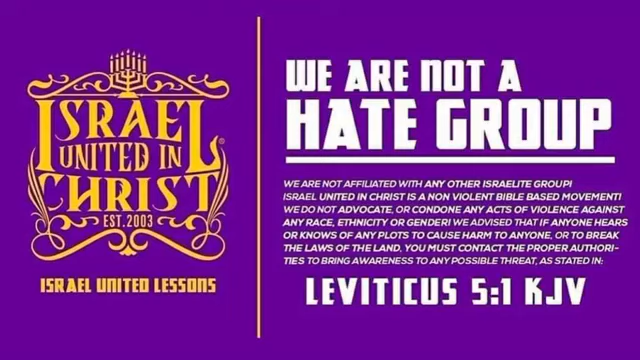 ISRAEL
UNITED IN
CHRIST
EST.2003
ISRAEL UNITED LESSONS
WE ARE NOT A
HATE GROUP
WE ARE NOT AFFILIATED WITH ANY OTHER ISRAELITE GROUP!
ISRAEL UNITED IN CHRIST IS A NON VIOLENT BIBLE BASED MOVEMENT!
WE DO NOT ADVOCATE, OR CONDONE ANY ACTS OF VIOLENCE AGAINST
ANY RACE, ETHNICITY OR GENDER! WE ADVISED THAT IF ANYONE HEARS
OR KNOWS OF ANY PLOTS TO CAUSE HARM TO ANYONE, OR TO BREAK
THE LAWS OF THE LAND, YOU MUST CONTACT THE PROPER AUTHORI-
TIES TO BRING AWARENESS TO ANY POSSIBLE THREAT, AS STATED IN:
LEVITICUS 5:1 KJV